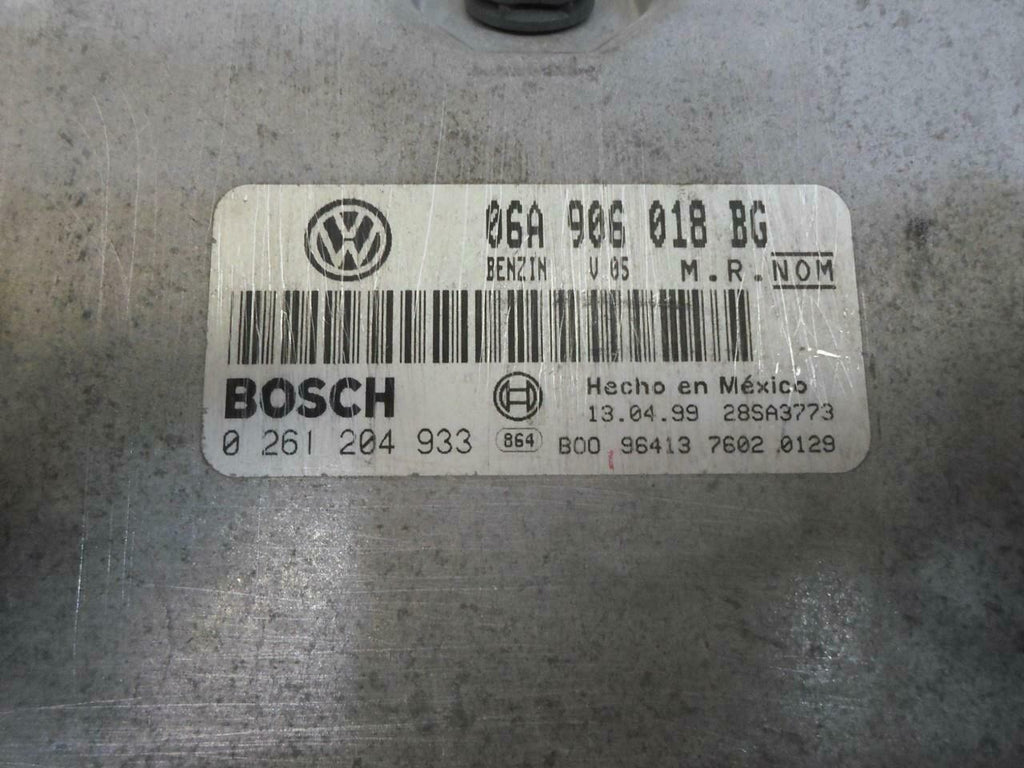 06A 906 018 BG
BENZIN V 05 M.R. NOM
BOSCH
Hecho en México
13.04.99 28SA3773
0 261 204 933 864 B00 96413 7602 0129